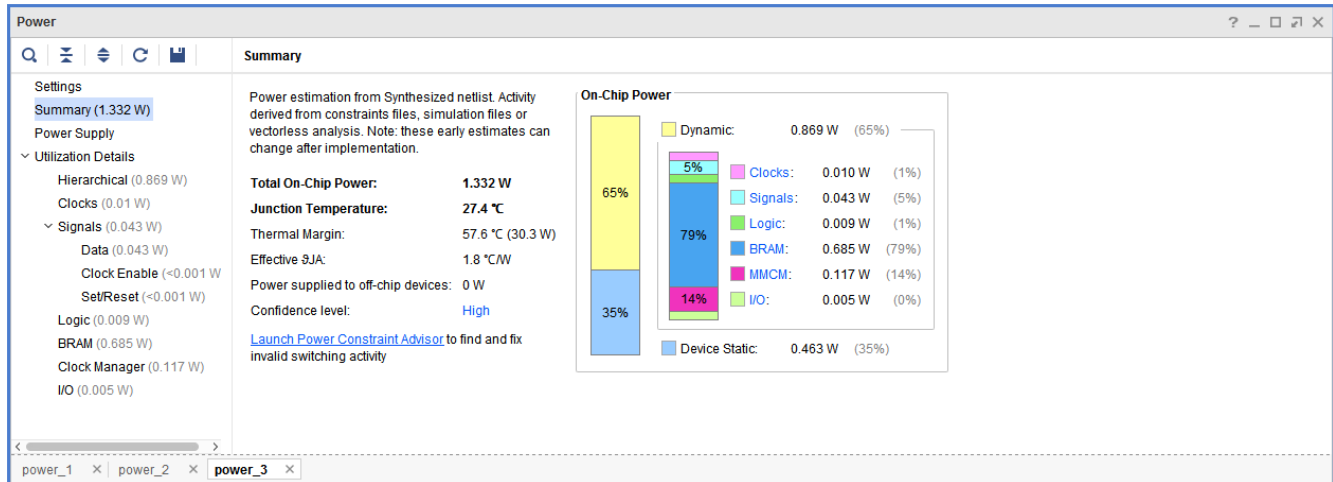 Power
?
Summary
Settings
Summary (1.332 W)
Power Supply
Utilization Details
Hierarchical (0.869 W)
Clocks (0.01 W)
Signals (0.043 W)
Data (0.043 W)
Clock Enable (<0.001 W
Set/Reset (<0.001 W)
Logic (0.009 W)
BRAM (0.685 W)
Clock Manager (0.117 W)
I/O (0.005 W)
Power estimation from Synthesized netlist. Activity
derived from constraints files, simulation files or
vectorless analysis. Note: these early estimates can
change after implementation.
Total On-Chip Power: 1.332 W
Junction Temperature: 27.4 °C
Thermal Margin: 57.6 °C (30.3 W)
Effective ϑJA: 1.8 °C/W
Power supplied to off-chip devices: 0 W
Confidence level: High
Launch Power Constraint Advisor to find and fix
invalid switching activity
On-Chip Power
65%
35%
Dynamic: 0.869 W (65%)
5%
79%
14%
Clocks: 0.010 W (1%)
Signals: 0.043 W (5%)
Logic: 0.009 W (1%)
BRAM: 0.685 W (79%)
MMCM: 0.117 W (14%)
I/O: 0.005 W (0%)
Device Static: 0.463 W (35%)
power_1 power_2 power_3